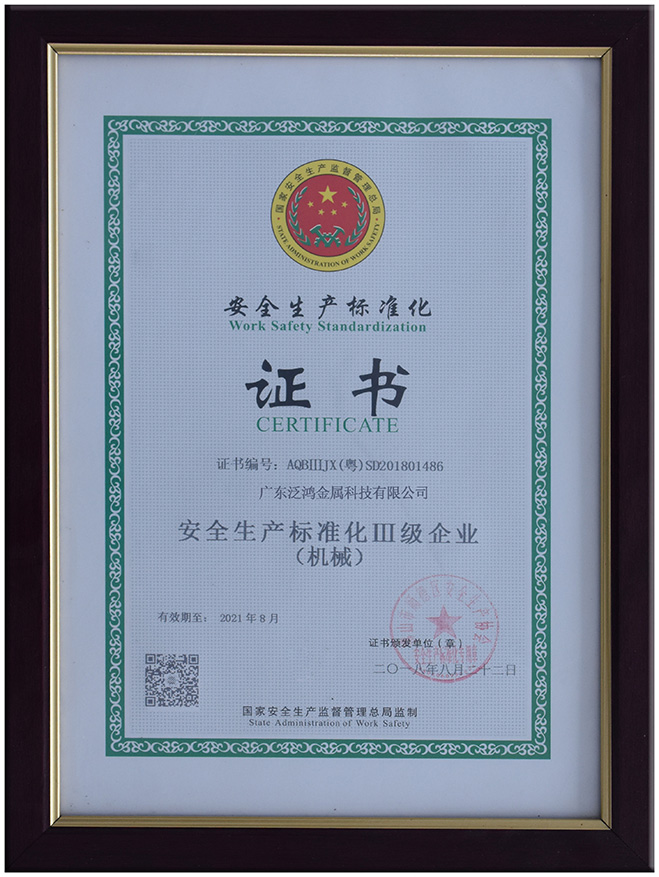 国家安全生产监督管理总局
STATE ADMINISTRATION OF WORK SAFETY
安全生产标准化
Work Safety Standardization
证书
CERTIFICATE
证书编号：AQBIIIJX(粤)SD201801486
广东泛鸿金属科技有限公司
安全生产标准化III级企业
（机械）
有效期至： 2021年8月
证书颁发单位（章）
二〇一八年八月二十二日
国家安全生产监督管理总局监制
State Administration of Work Safety